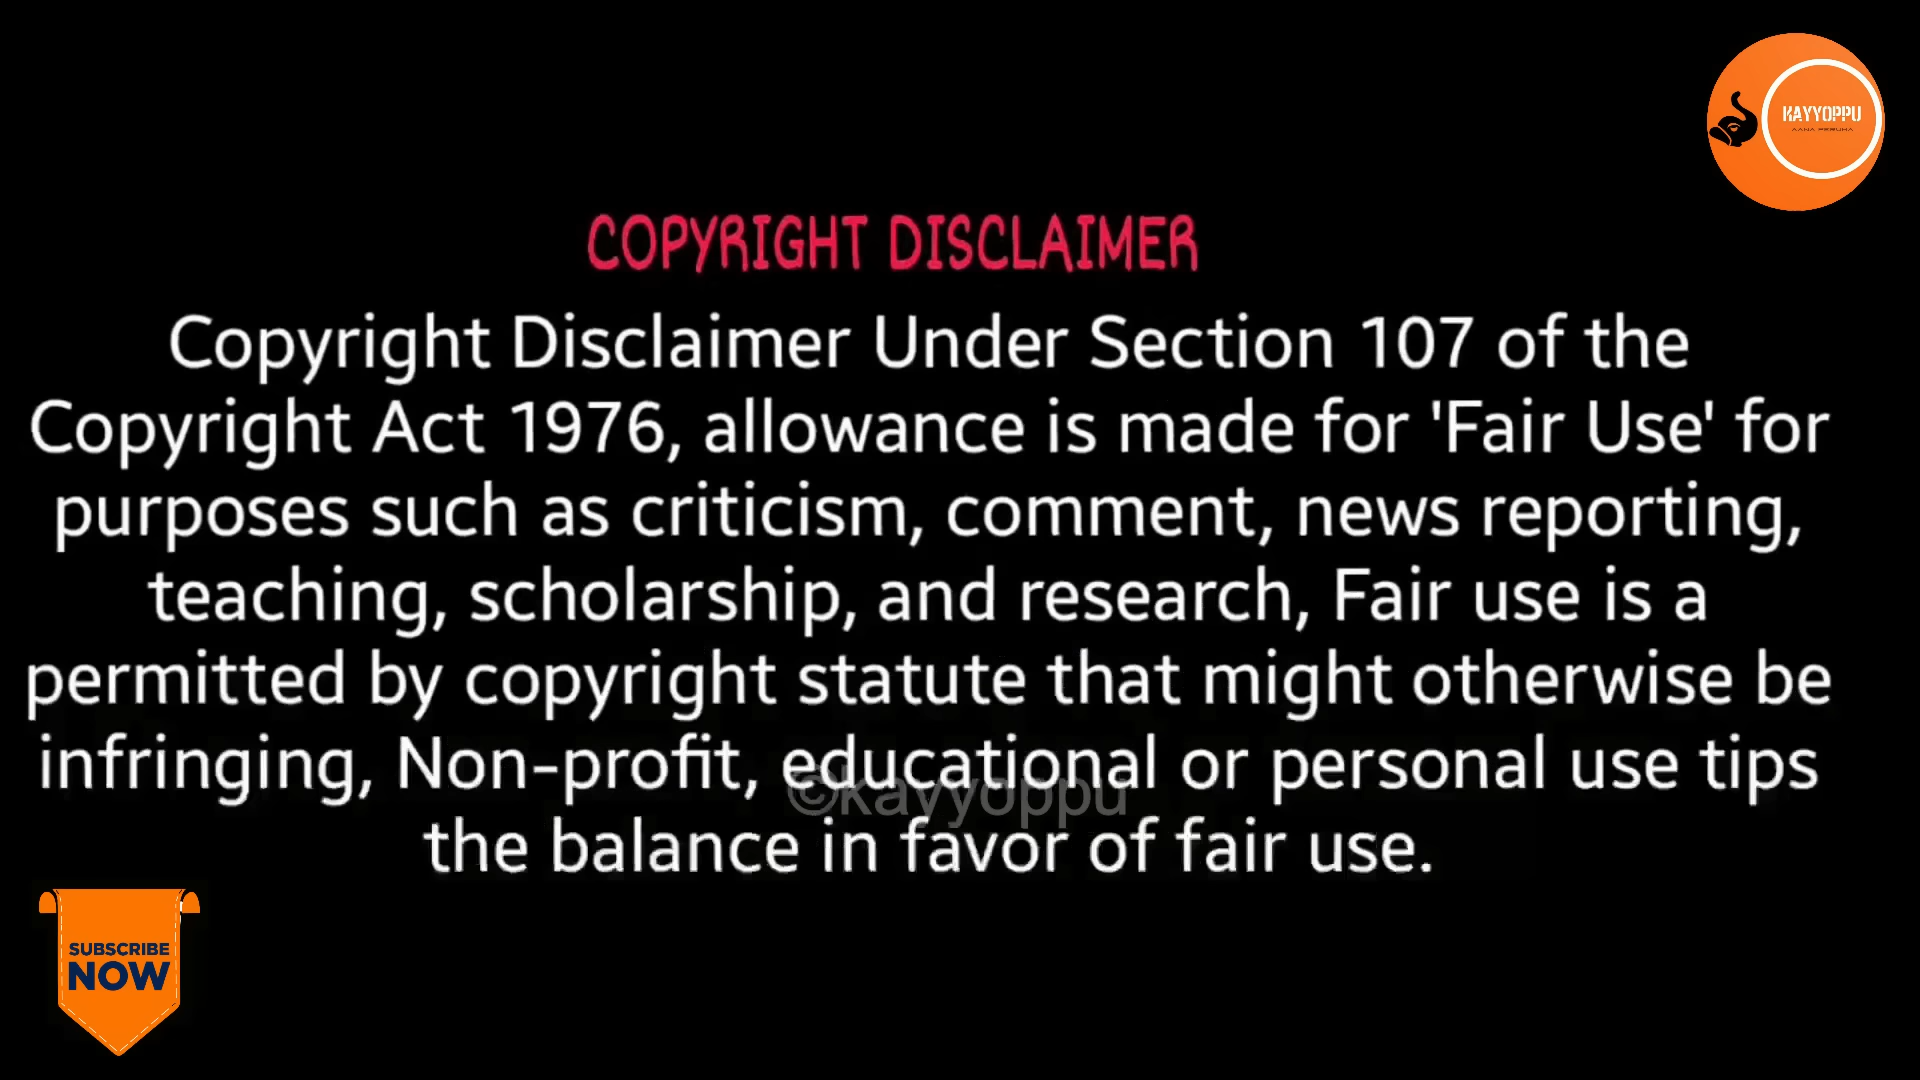 KAYYOPPU
COPYRIGHT DISCLAIMER
Copyright Disclaimer Under Section 107 of the
Copyright Act 1976, allowance is made for 'Fair Use' for
purposes such as criticism, comment, news reporting,
teaching, scholarship, and research, Fair use is a
permitted by copyright statute that might otherwise be
infringing, Non-profit, educational or personal use tips
©kayyoppu
the balance in favor of fair use.
SUBSCRIBE
NOW